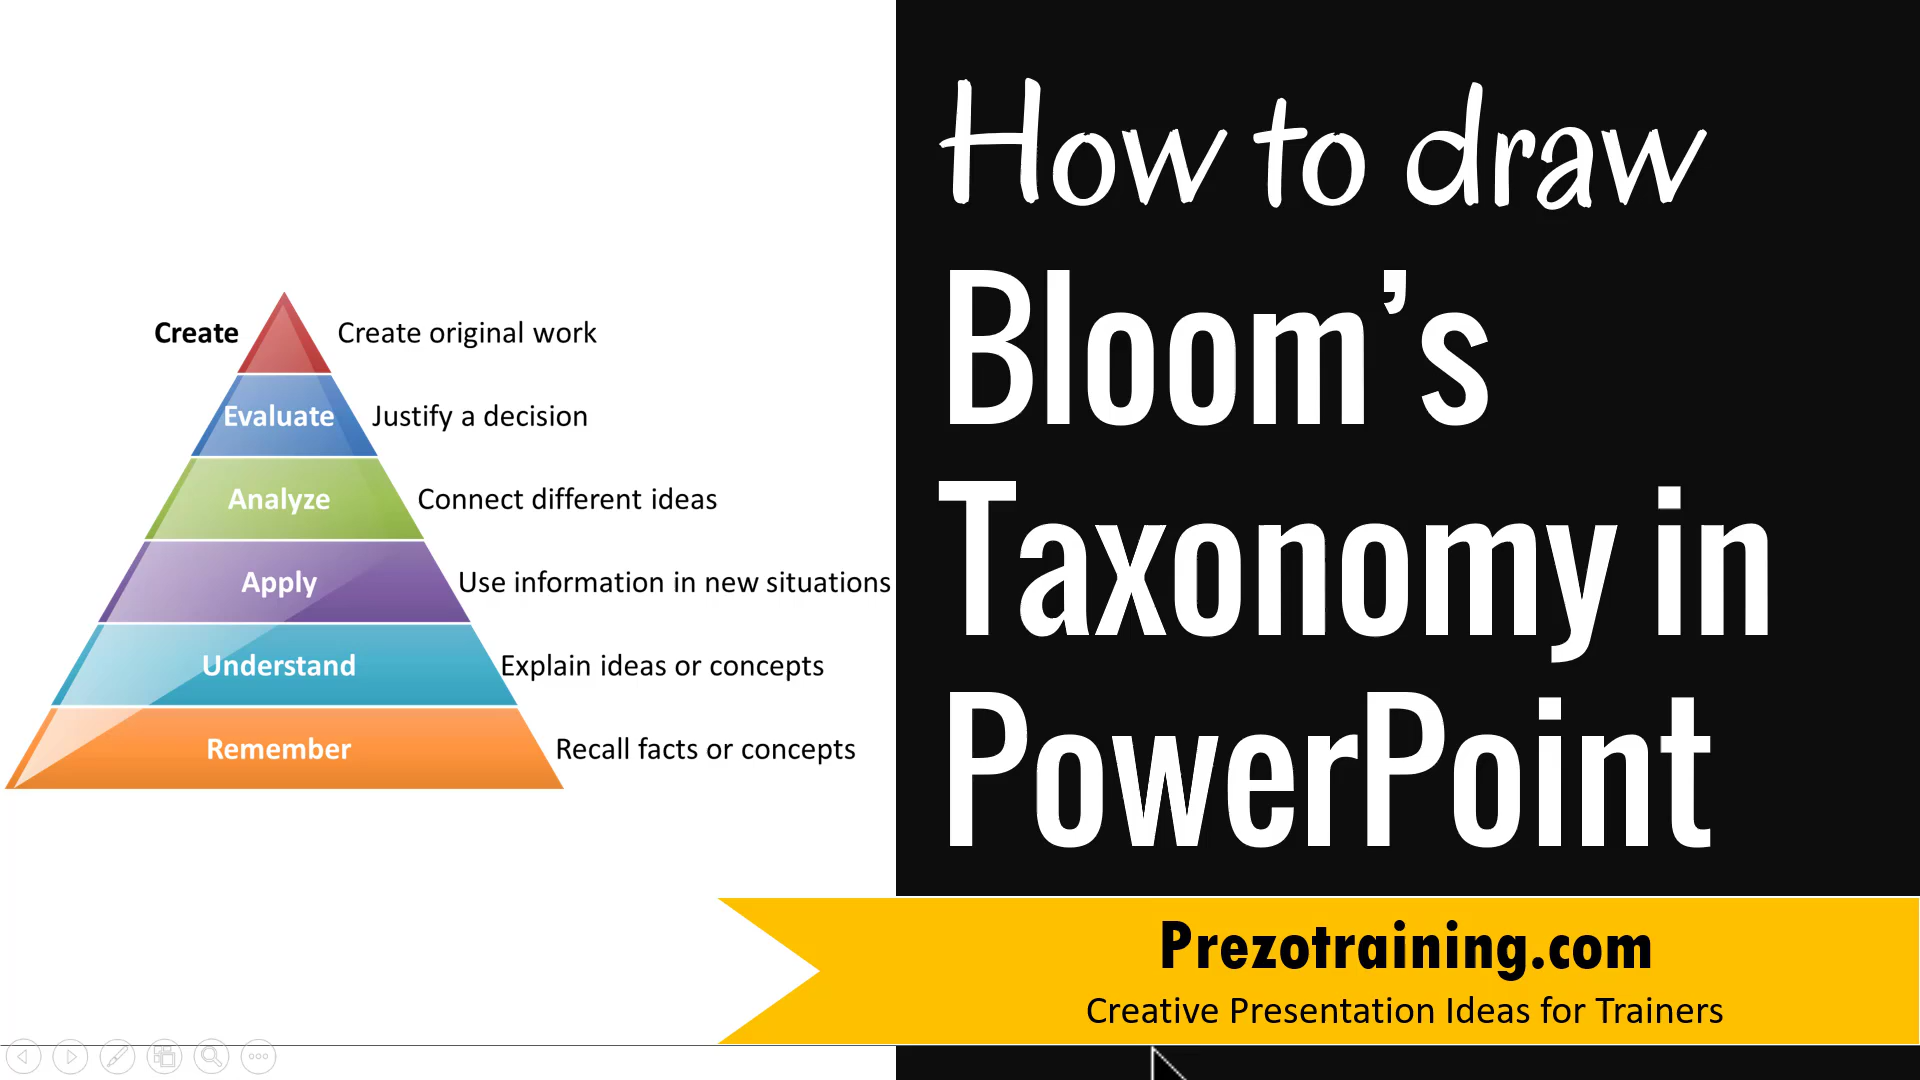 How to draw
Bloom’s
Taxonomy in
PowerPoint
Create Create original work
Evaluate Justify a decision
Analyze Connect different ideas
Apply Use information in new situations
Understand Explain ideas or concepts
Remember Recall facts or concepts
Prezotraining.com
Creative Presentation Ideas for Trainers